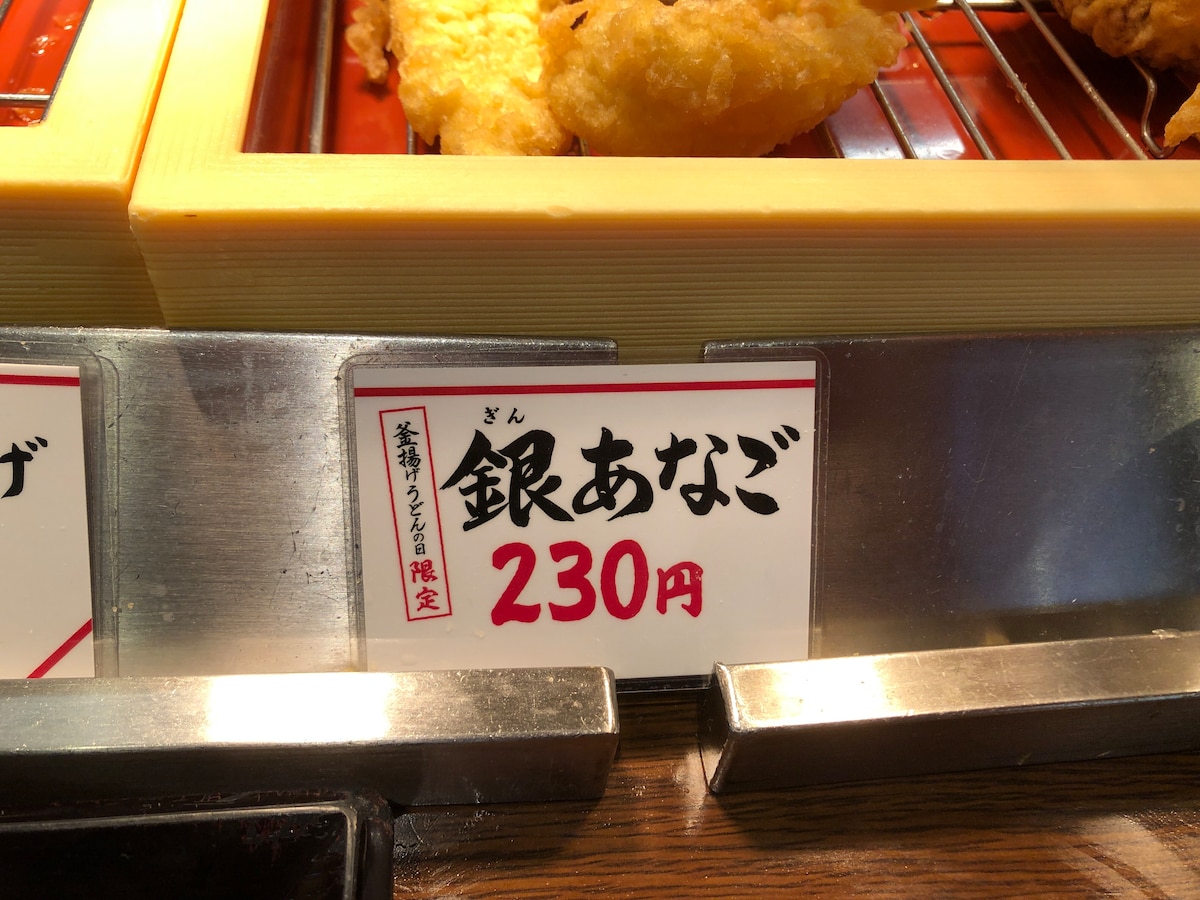 げ
釜揚げうどんの日 限定
ぎん
銀あなご
230円